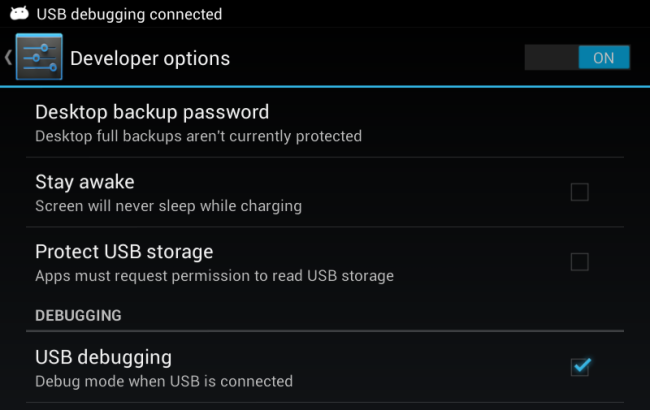 USB debugging connected
Developer options
ON
Desktop backup password
Desktop full backups aren't currently protected
Stay awake
Screen will never sleep while charging
Protect USB storage
Apps must request permission to read USB storage
DEBUGGING
USB debugging
Debug mode when USB is connected